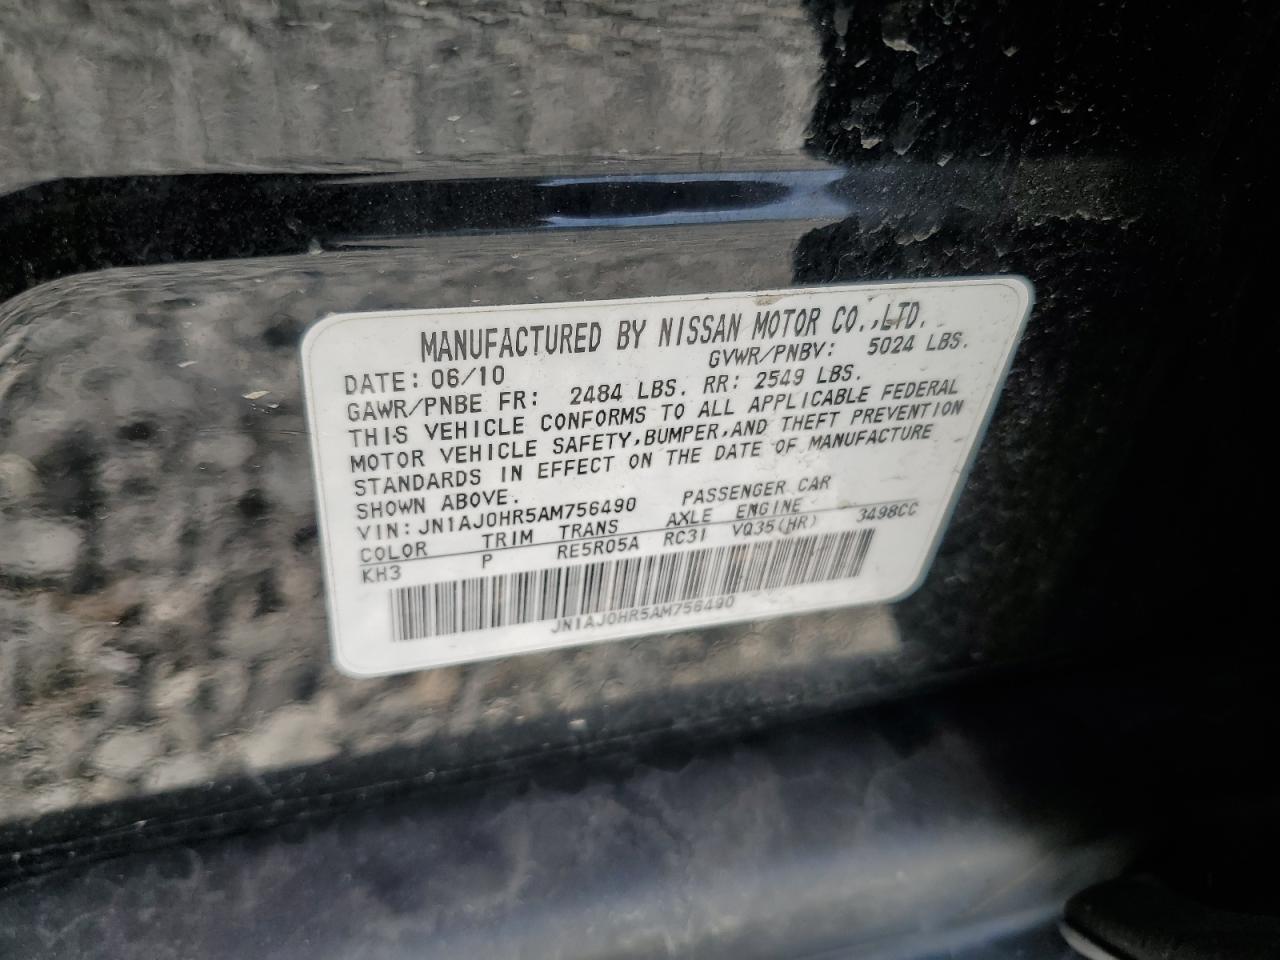 MANUFACTURED BY NISSAN MOTOR CO.,LTD.
DATE: 06/10 GVWR/PNBV: 5024 LBS.
GAWR/PNBE FR: 2484 LBS. RR: 2549 LBS.
THIS VEHICLE CONFORMS TO ALL APPLICABLE FEDERAL
MOTOR VEHICLE SAFETY,BUMPER,AND THEFT PREVENTION
STANDARDS IN EFFECT ON THE DATE OF MANUFACTURE
SHOWN ABOVE.
VIN: JN1AJ0HR5AM756490 PASSENGER CAR
COLOR TRIM TRANS AXLE ENGINE
KH3 P RE5R05A RC31 VQ35(HR) 3498CC
JN1AJ0HR5AM756490